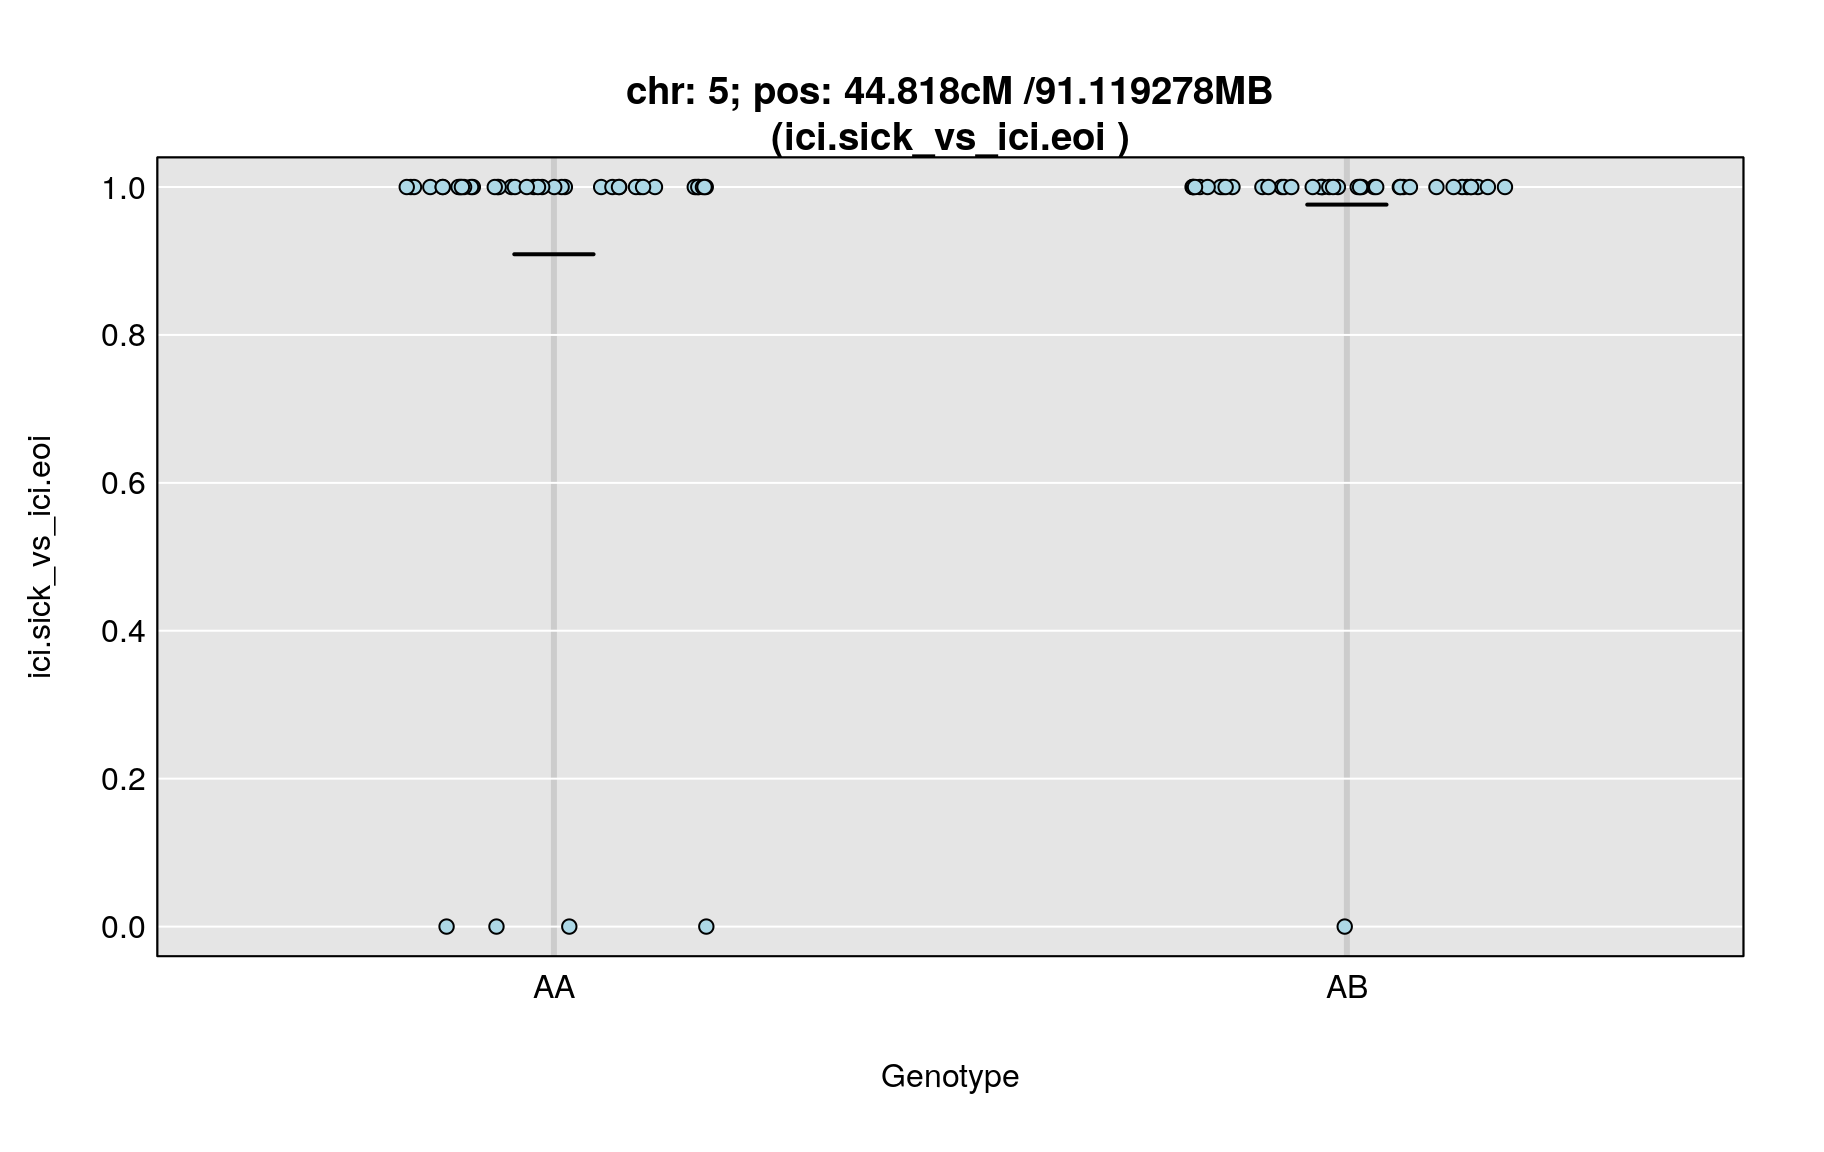 chr: 5; pos: 44.818cM /91.119278MB
(ici.sick_vs_ici.eoi )
ici.sick_vs_ici.eoi
1.0
0.8
0.6
0.4
0.2
0.0
AA
AB
Genotype